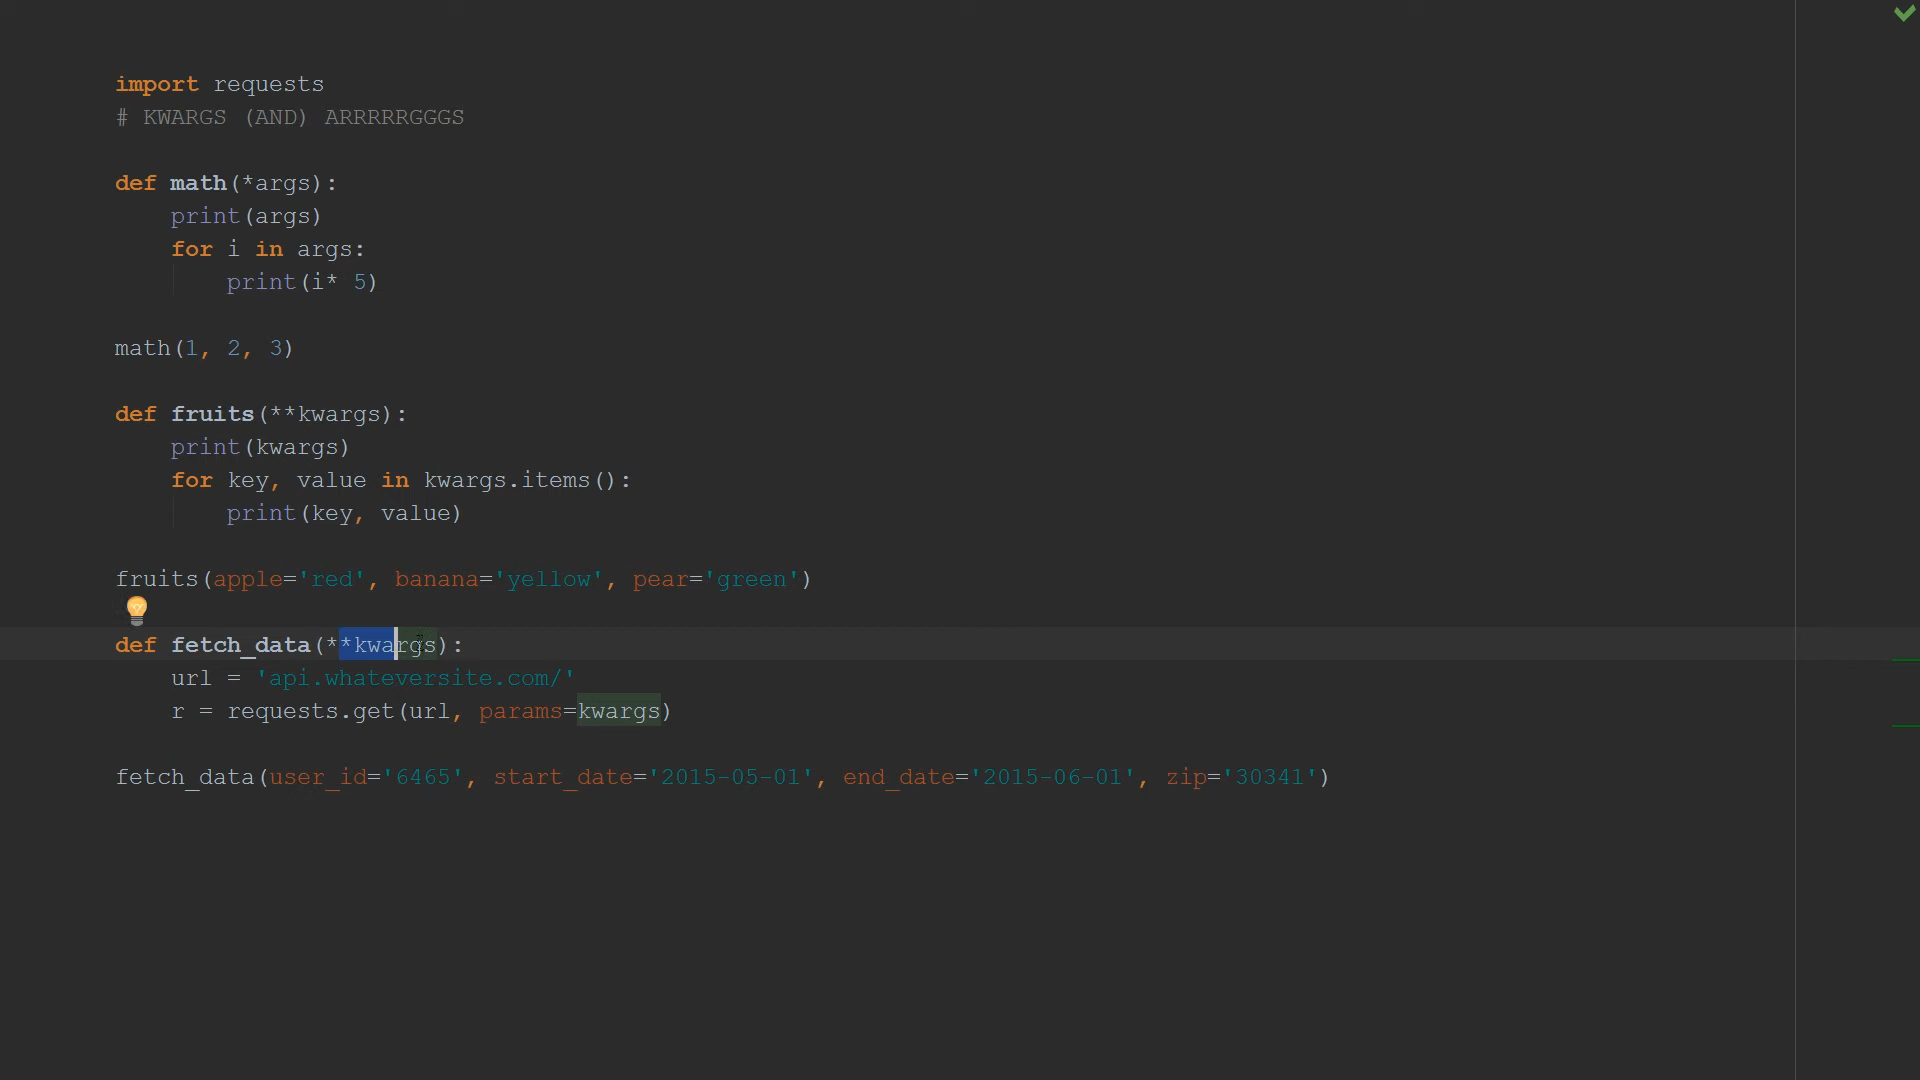 import requests
# KWARGS (AND) ARRRRRGGGS
def math(*args):
    print(args)
    for i in args:
        print(i* 5)
math(1, 2, 3)
def fruits(**kwargs):
    print(kwargs)
    for key, value in kwargs.items():
        print(key, value)
fruits(apple='red', banana='yellow', pear='green')
def fetch_data(**kwargs):
    url = 'api.whateversite.com/'
    r = requests.get(url, params=kwargs)
fetch_data(user_id='6465', start_date='2015-05-01', end_date='2015-06-01', zip='30341')